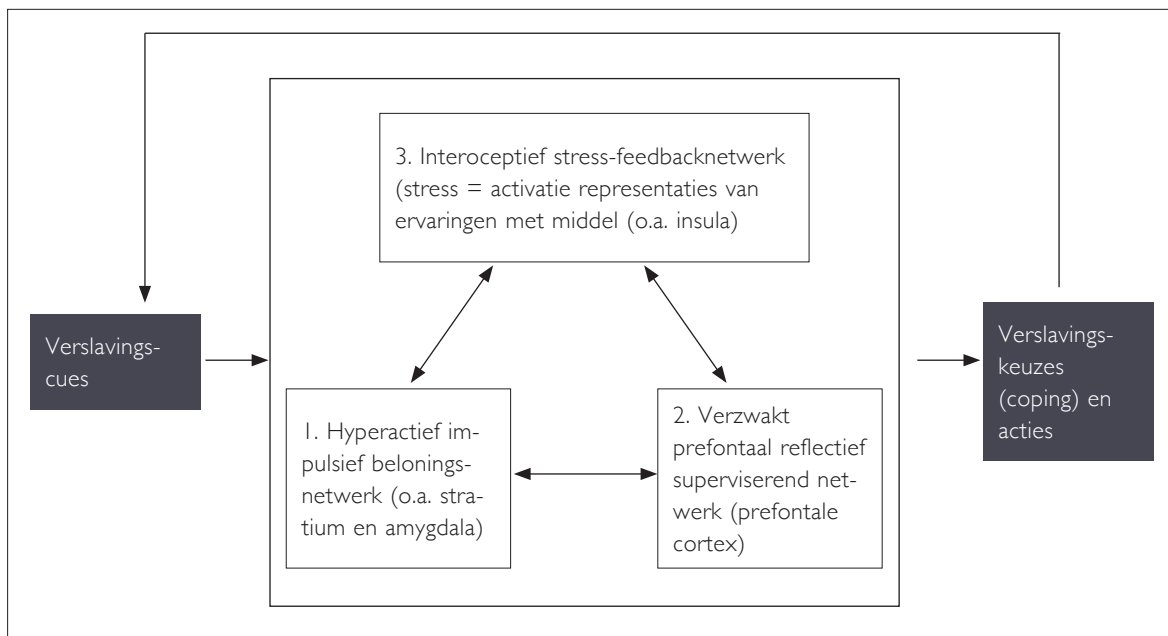 3. Interoceptief stress-feedbacknetwerk
(stress = activatie representaties van
ervaringen met middel (o.a. insula)
Verslavings-
cues
1. Hyperactief im-
pulsief belonings-
netwerk (o.a. stra-
tium en amygdala)
2. Verzwakt
prefontaal reflectief
superviserend net-
werk (prefontale
cortex)
Verslavings-
keuzes
(coping) en
acties